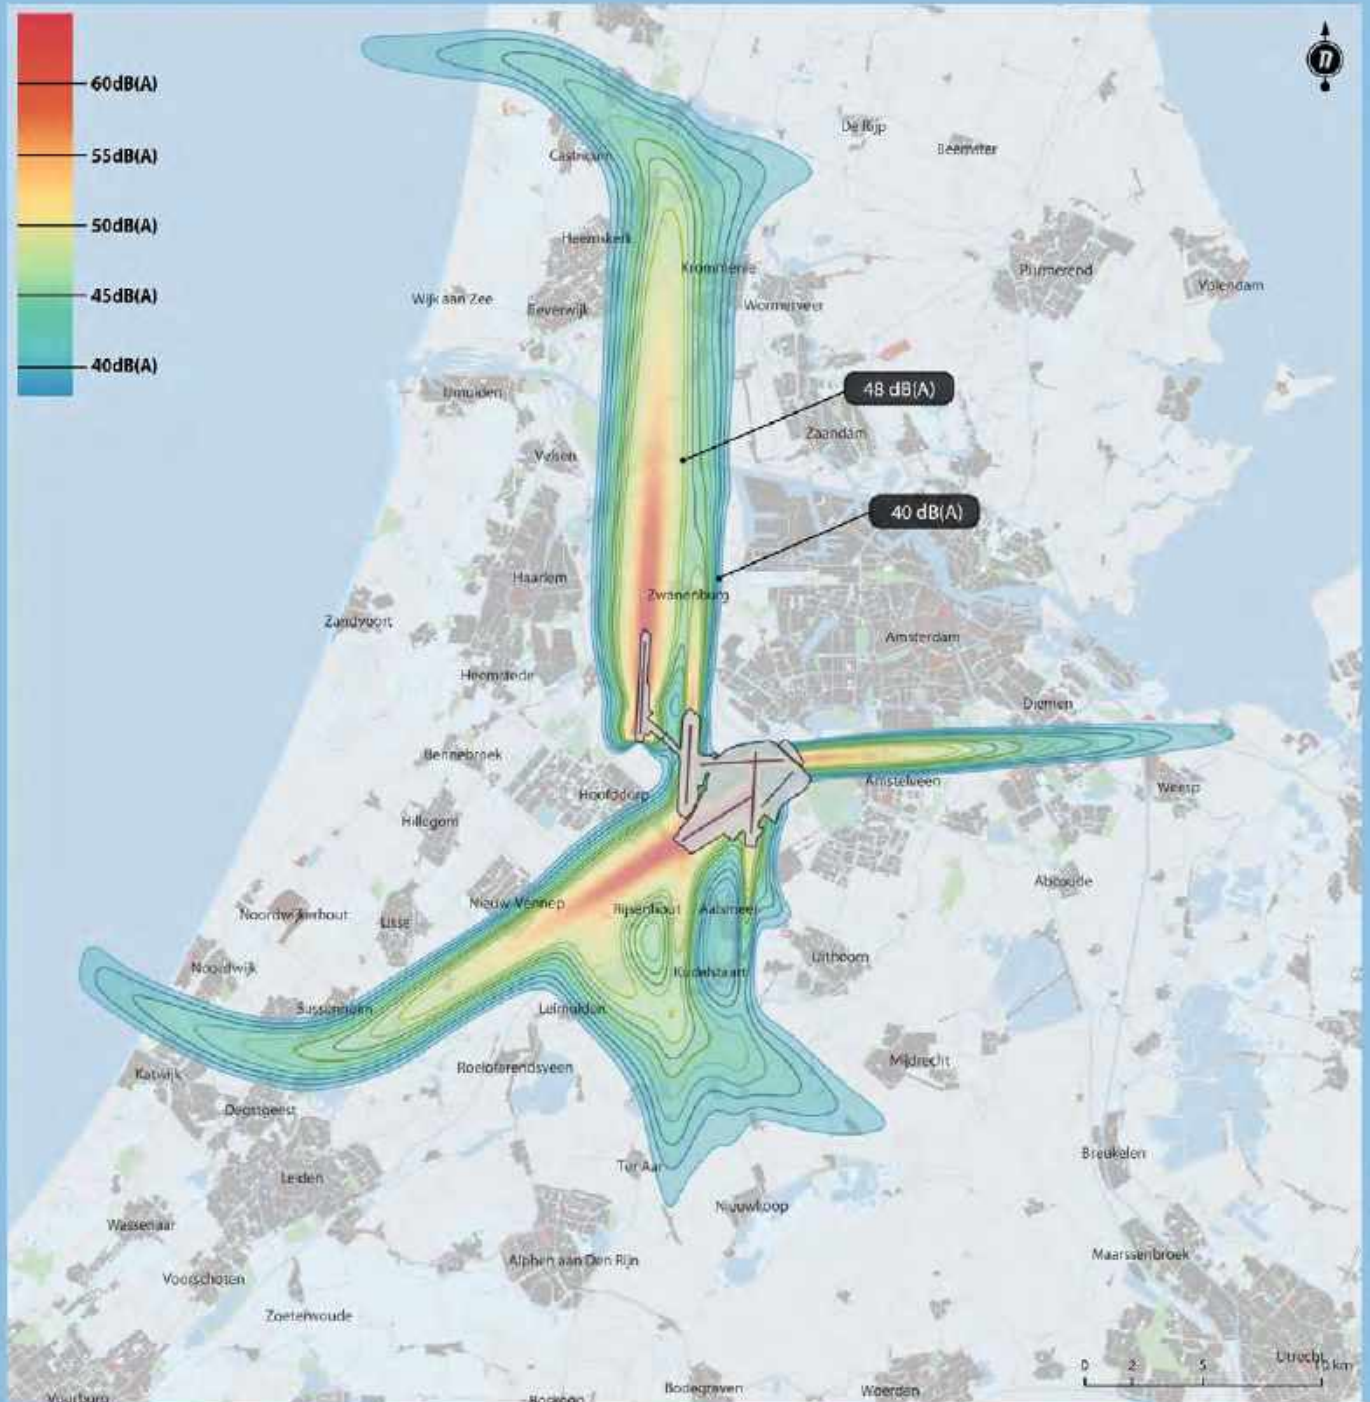 60dB(A)
55dB(A)
50dB(A)
45dB(A)
40dB(A)
n
De Rijp
Beemster
Castricum
Heemskerk
Krommenie
Purmerend
Volendam
Wijk aan Zee
Beverwijk
Wormerveer
48 dB(A)
IJmuiden
Zaandam
Velsen
40 dB(A)
Haarlem
Zwanenburg
Zandvoort
Amsterdam
Heemstede
Diemen
Bennebroek
Amstelveen
Weesp
Hoofddorp
Hillegom
Abcoude
Nieuw-Vennep
Rijsenhout
Aalsmeer
Noordwijkerhout
Lisse
Uithoorn
Noordwijk
Kudelstaart
Sassenheim
Leimuiden
Mijdrecht
Roelofarendsveen
Katwijk
Oegstgeest
Breukelen
Ter Aar
Leiden
Nieuwkoop
Wassenaar
Maarssenbroek
Alphen aan Den Rijn
Voorschoten
Zoeterwoude
Utrecht
0 2 5 10 km
Bodegraven
Woerden
Voorburg